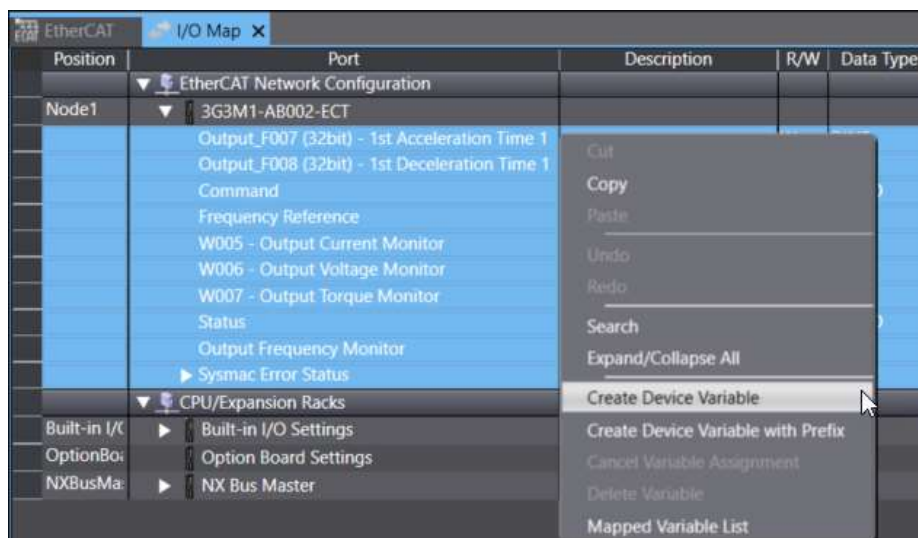 EtherCAT I/O Map X
Position Port Description R/W Data Type
EtherCAT Network Configuration
Node1 3G3M1-AB002-ECT
Output_F007 (32bit) - 1st Acceleration Time 1
Output_F008 (32bit) - 1st Deceleration Time 1
Command
Frequency Reference
W005 - Output Current Monitor
W006 - Output Voltage Monitor
W007 - Output Torque Monitor
Status
Output Frequency Monitor
Sysmac Error Status
CPU/Expansion Racks
Built-in I/( Built-in I/O Settings
OptionBo Option Board Settings
NXBusMa NX Bus Master
Cut
Copy
Paste
Undo
Redo
Search
Expand/Collapse All
Create Device Variable
Create Device Variable with Prefix
Cancel Variable Assignment
Delete Variable
Mapped Variable List